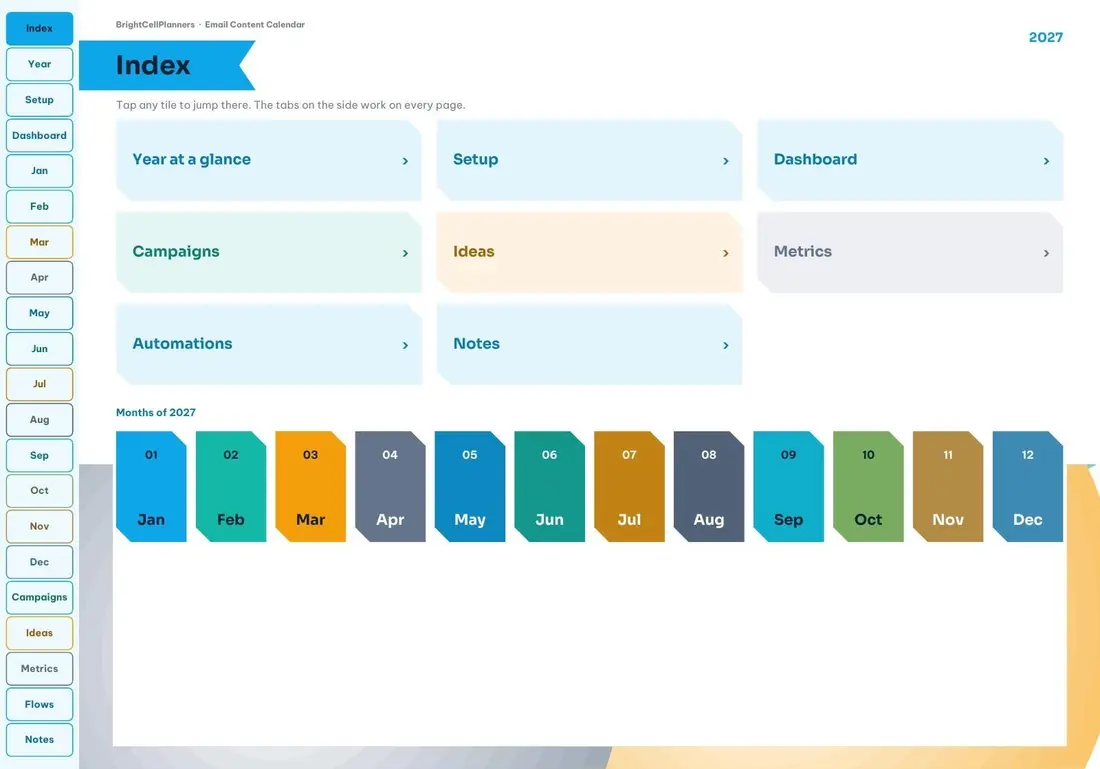 Index
Year
Setup
Dashboard
Jan
Feb
Mar
Apr
May
Jun
Jul
Aug
Sep
Oct
Nov
Dec
Campaigns
Ideas
Metrics
Flows
Notes
BrightCellPlanners · Email Content Calendar
2027
Index
Tap any tile to jump there. The tabs on the side work on every page.
Year at a glance ›
Setup ›
Dashboard ›
Campaigns ›
Ideas ›
Metrics ›
Automations ›
Notes ›
Months of 2027
01 02 03 04 05 06 07 08 09 10 11 12
Jan Feb Mar Apr May Jun Jul Aug Sep Oct Nov Dec